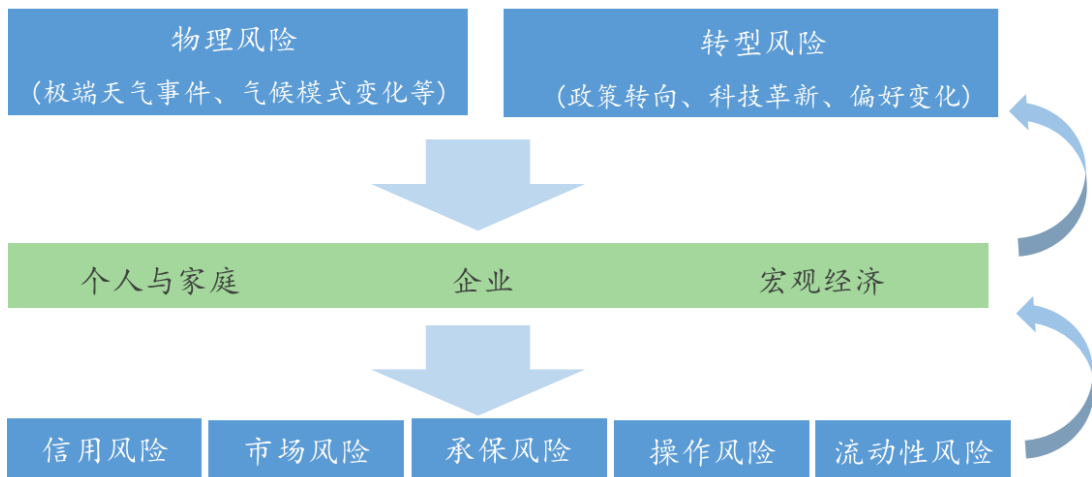 物理风险
(极端天气事件、气候模式变化等)
转型风险
(政策转向、科技革新、偏好变化)
个人与家庭 企业 宏观经济
信用风险 市场风险 承保风险 操作风险 流动性风险